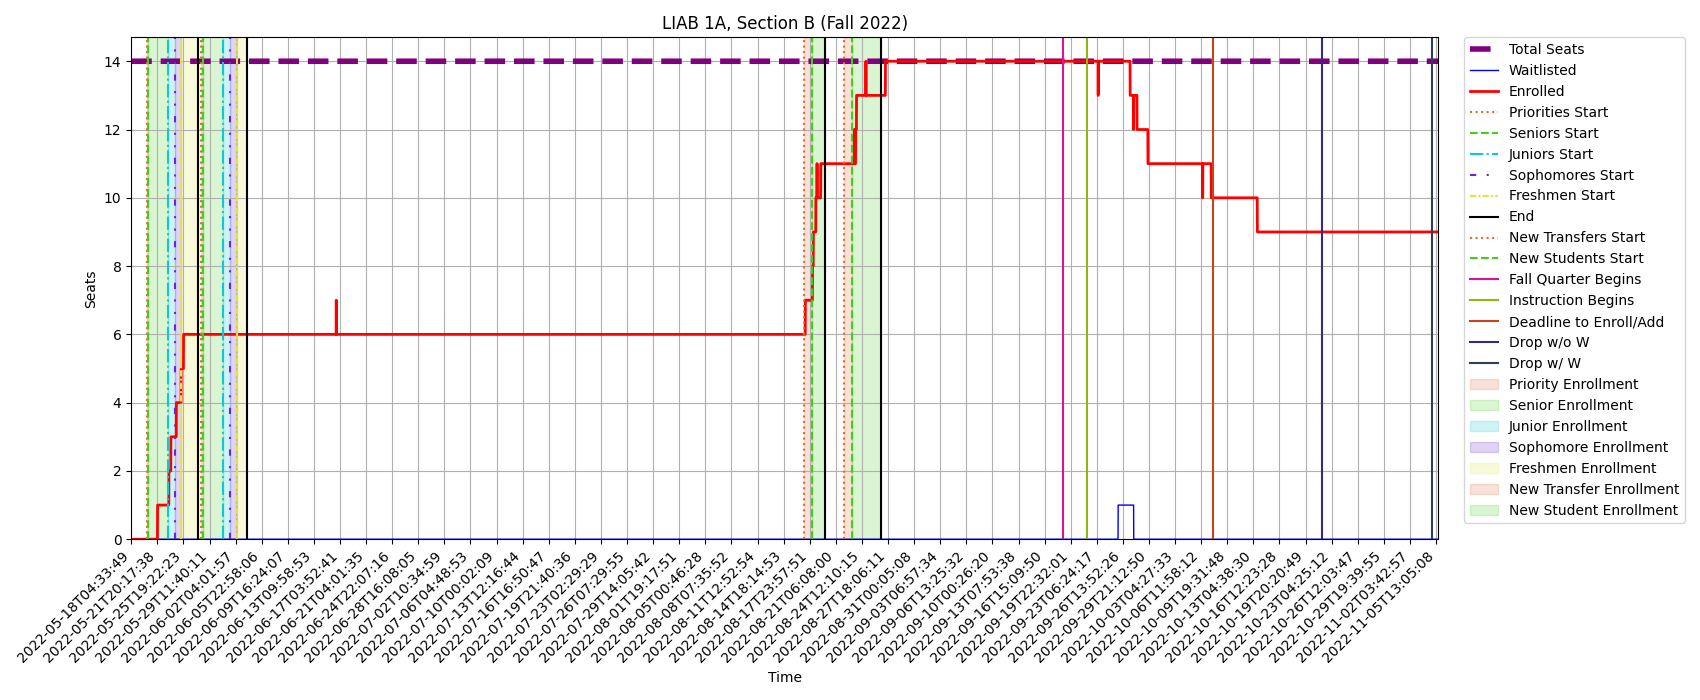 LIAB 1A, Section B (Fall 2022)
Seats
14
12
10
8
6
4
2
0
2022-05-18T04:33:49
2022-05-21T20:17:38
2022-05-25T19:22:23
2022-05-29T11:40:11
2022-06-02T04:01:57
2022-06-05T22:58:06
2022-06-09T16:24:07
2022-06-13T09:58:53
2022-06-17T03:52:41
2022-06-21T04:01:35
2022-06-24T22:07:16
2022-06-28T16:08:05
2022-07-02T10:34:59
2022-07-06T04:48:53
2022-07-10T00:02:09
2022-07-13T12:16:44
2022-07-16T16:50:47
2022-07-19T21:40:36
2022-07-23T02:29:29
2022-07-26T07:29:55
2022-07-29T14:05:42
2022-08-01T19:17:51
2022-08-05T00:46:28
2022-08-08T07:35:52
2022-08-11T12:52:54
2022-08-14T18:14:53
2022-08-17T23:57:51
2022-08-21T06:08:00
2022-08-24T12:10:15
2022-08-27T18:06:11
2022-08-31T00:05:08
2022-09-03T06:57:34
2022-09-06T13:25:32
2022-09-10T00:26:20
2022-09-13T07:53:38
2022-09-16T15:09:50
2022-09-19T22:32:01
2022-09-23T06:24:17
2022-09-26T13:52:26
2022-09-29T21:12:50
2022-10-03T04:27:33
2022-10-06T11:58:12
2022-10-09T19:31:48
2022-10-13T04:38:30
2022-10-16T12:23:28
2022-10-19T20:20:49
2022-10-23T04:25:12
2022-10-26T12:03:47
2022-10-29T19:39:55
2022-11-02T03:42:57
2022-11-05T13:05:08
Time
Total Seats
Waitlisted
Enrolled
Priorities Start
Seniors Start
Juniors Start
Sophomores Start
Freshmen Start
End
New Transfers Start
New Students Start
Fall Quarter Begins
Instruction Begins
Deadline to Enroll/Add
Drop w/o W
Drop w/ W
Priority Enrollment
Senior Enrollment
Junior Enrollment
Sophomore Enrollment
Freshmen Enrollment
New Transfer Enrollment
New Student Enrollment